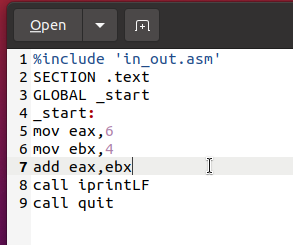 Open
1 %include 'in_out.asm'
2 SECTION .text
3 GLOBAL _start
4 _start:
5 mov eax,6
6 mov ebx,4
7 add eax,ebx
8 call iprintLF
9 call quit